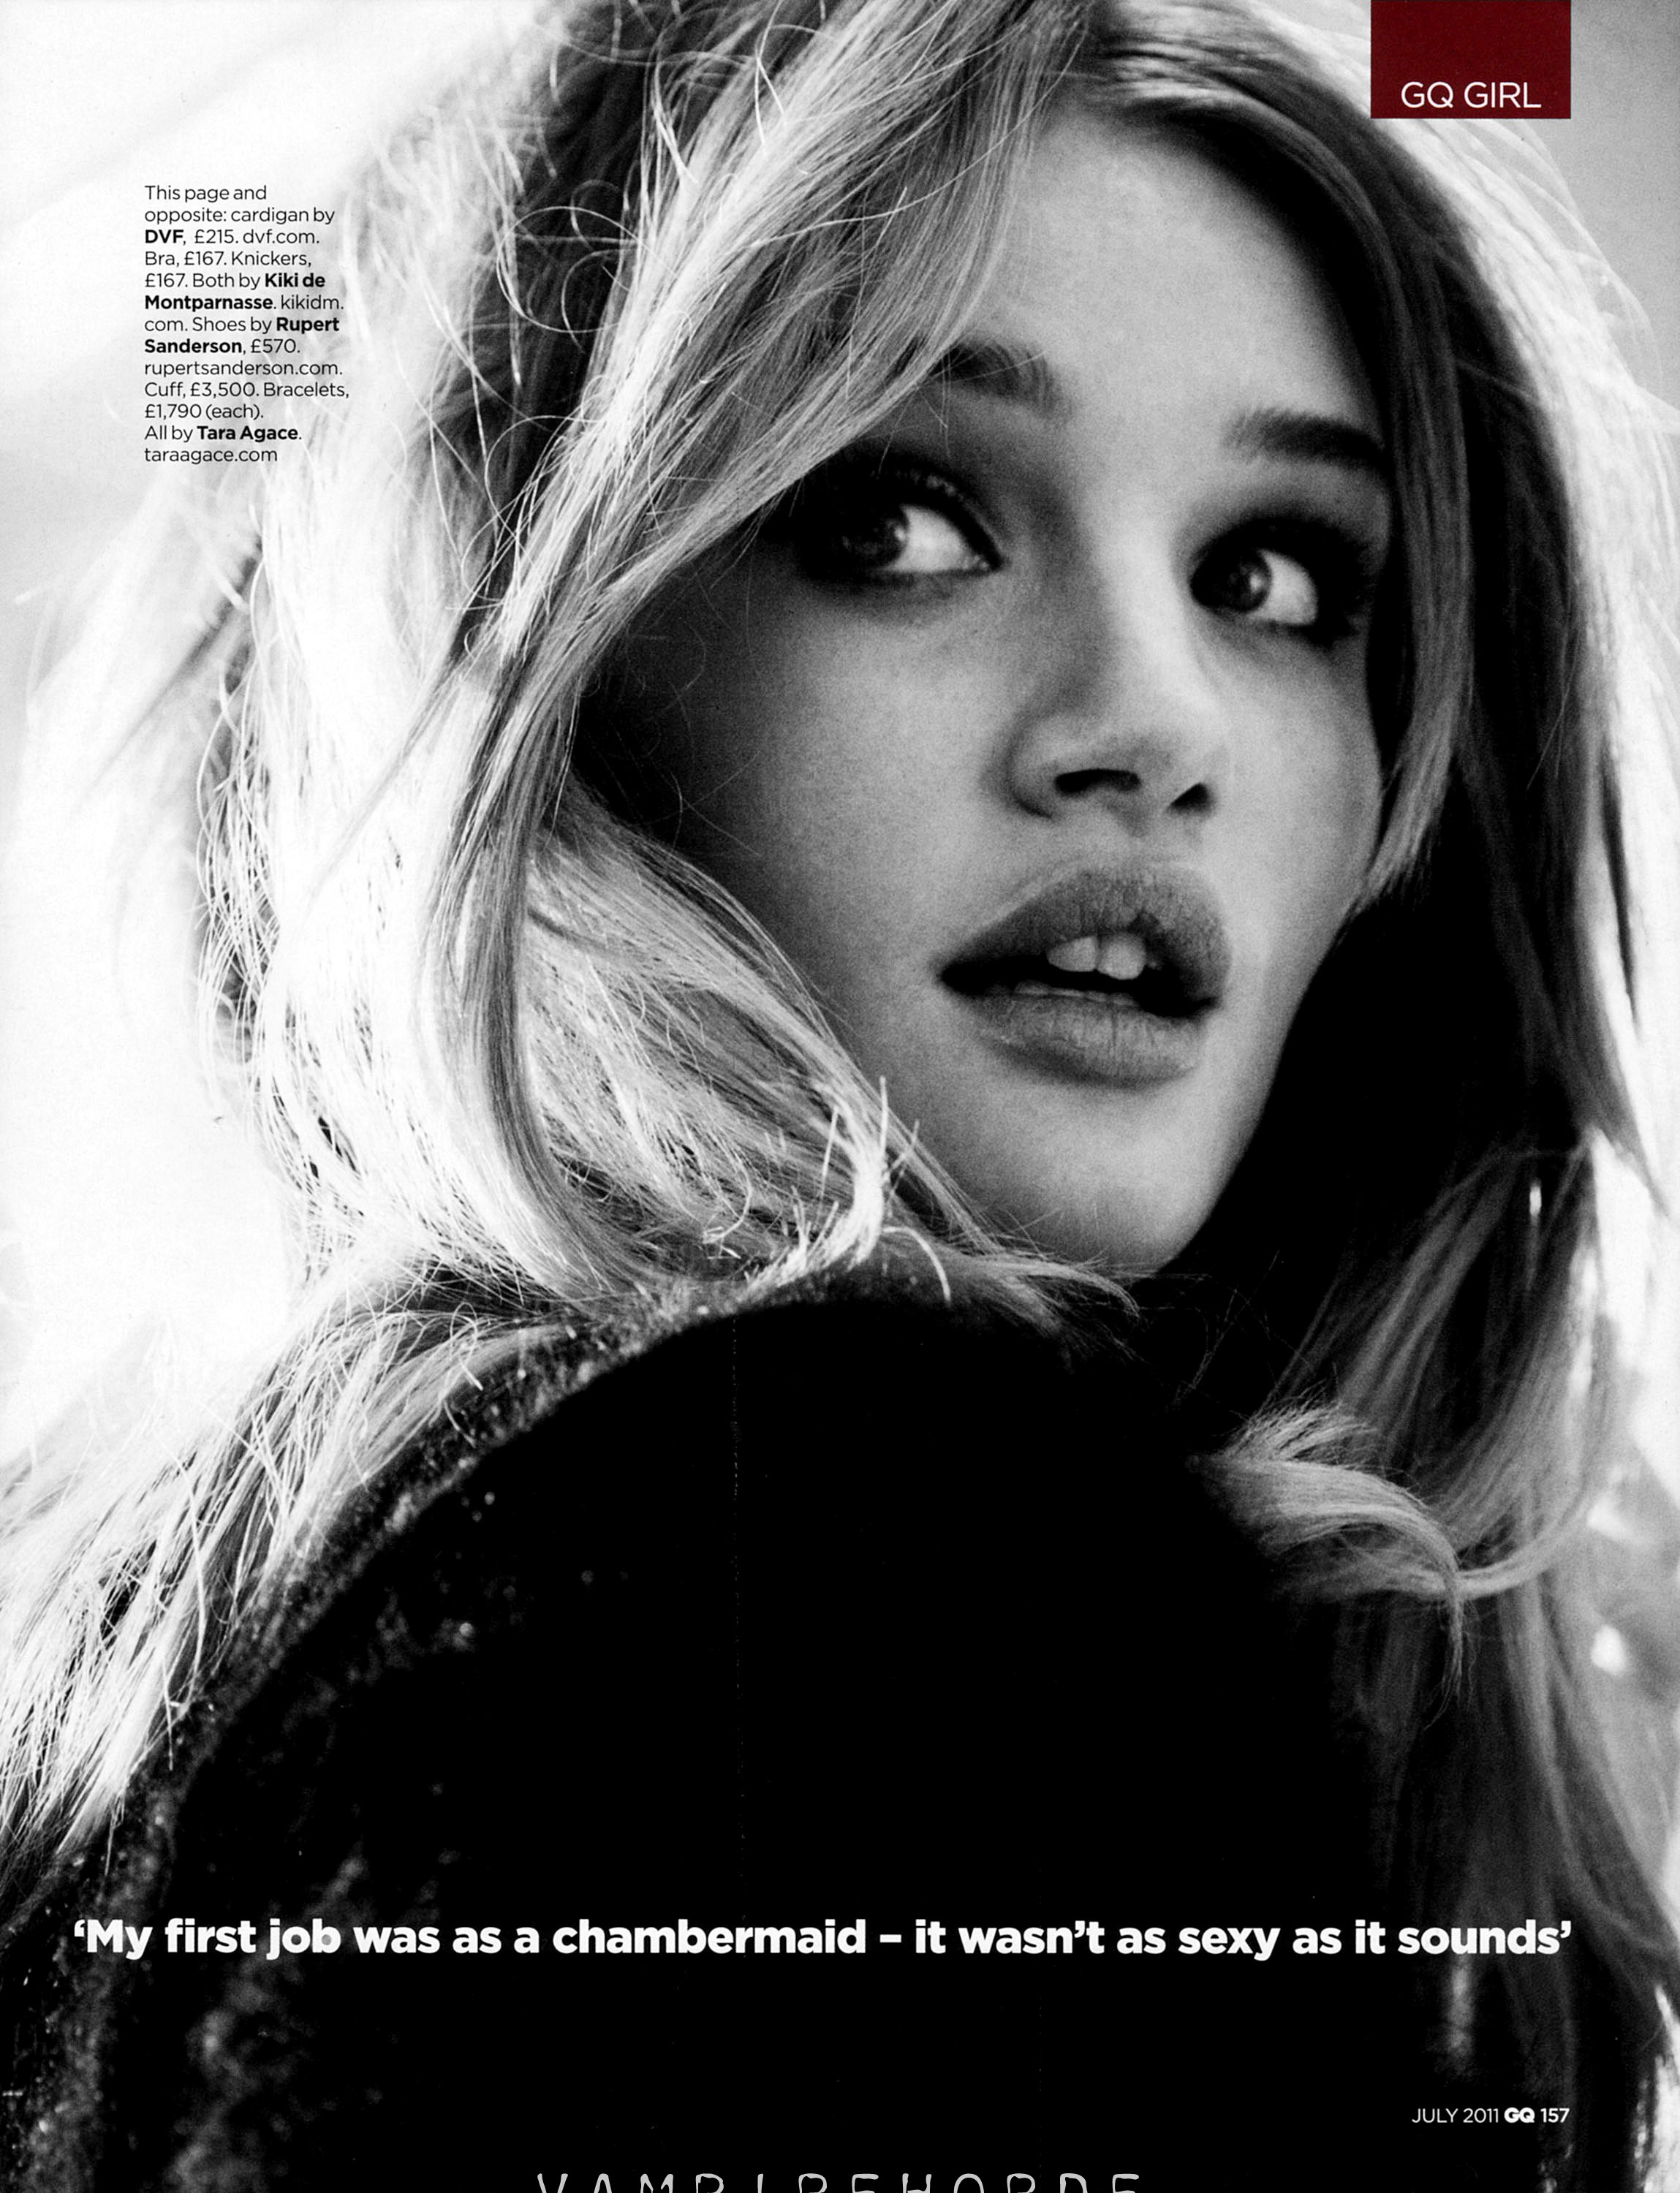 GQ GIRL
This page and
opposite: cardigan by
DVF, £215. dvf.com.
Bra, £167. Knickers,
£167. Both by Kiki de
Montparnasse. kikidm.
com. Shoes by Rupert
Sanderson, £570.
rupertsanderson.com.
Cuff, £3,500. Bracelets,
£1,790 (each).
All by Tara Agace.
taraagace.com
‘My first job was as a chambermaid – it wasn’t as sexy as it sounds’
JULY 2011 GQ 157
VAMPIREHORDE